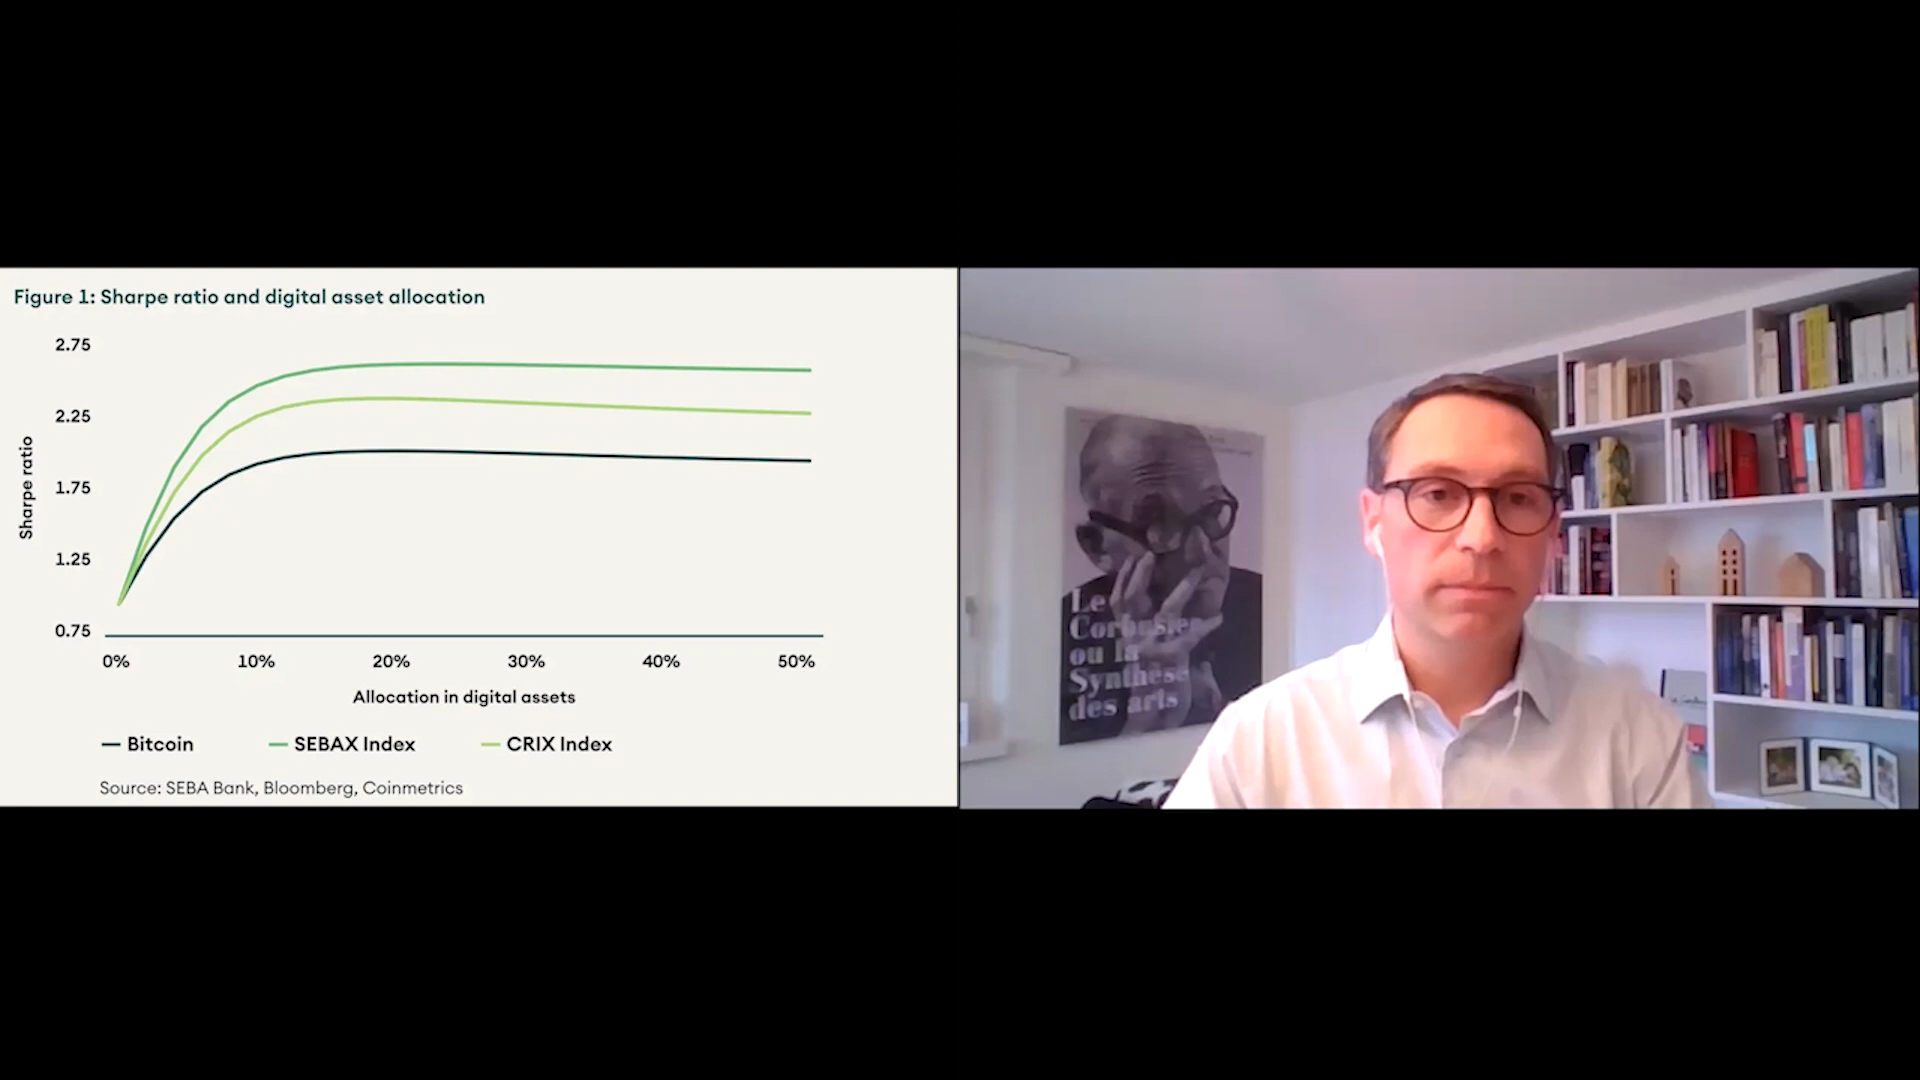 Figure 1: Sharpe ratio and digital asset allocation
2.75
2.25
1.75
1.25
0.75
Sharpe ratio
0%
10%
20%
30%
40%
50%
Allocation in digital assets
Bitcoin
SEBAX Index
CRIX Index
Source: SEBA Bank, Bloomberg, Coinmetrics
Le
Corbusier
ou la
Synthèse
des arts